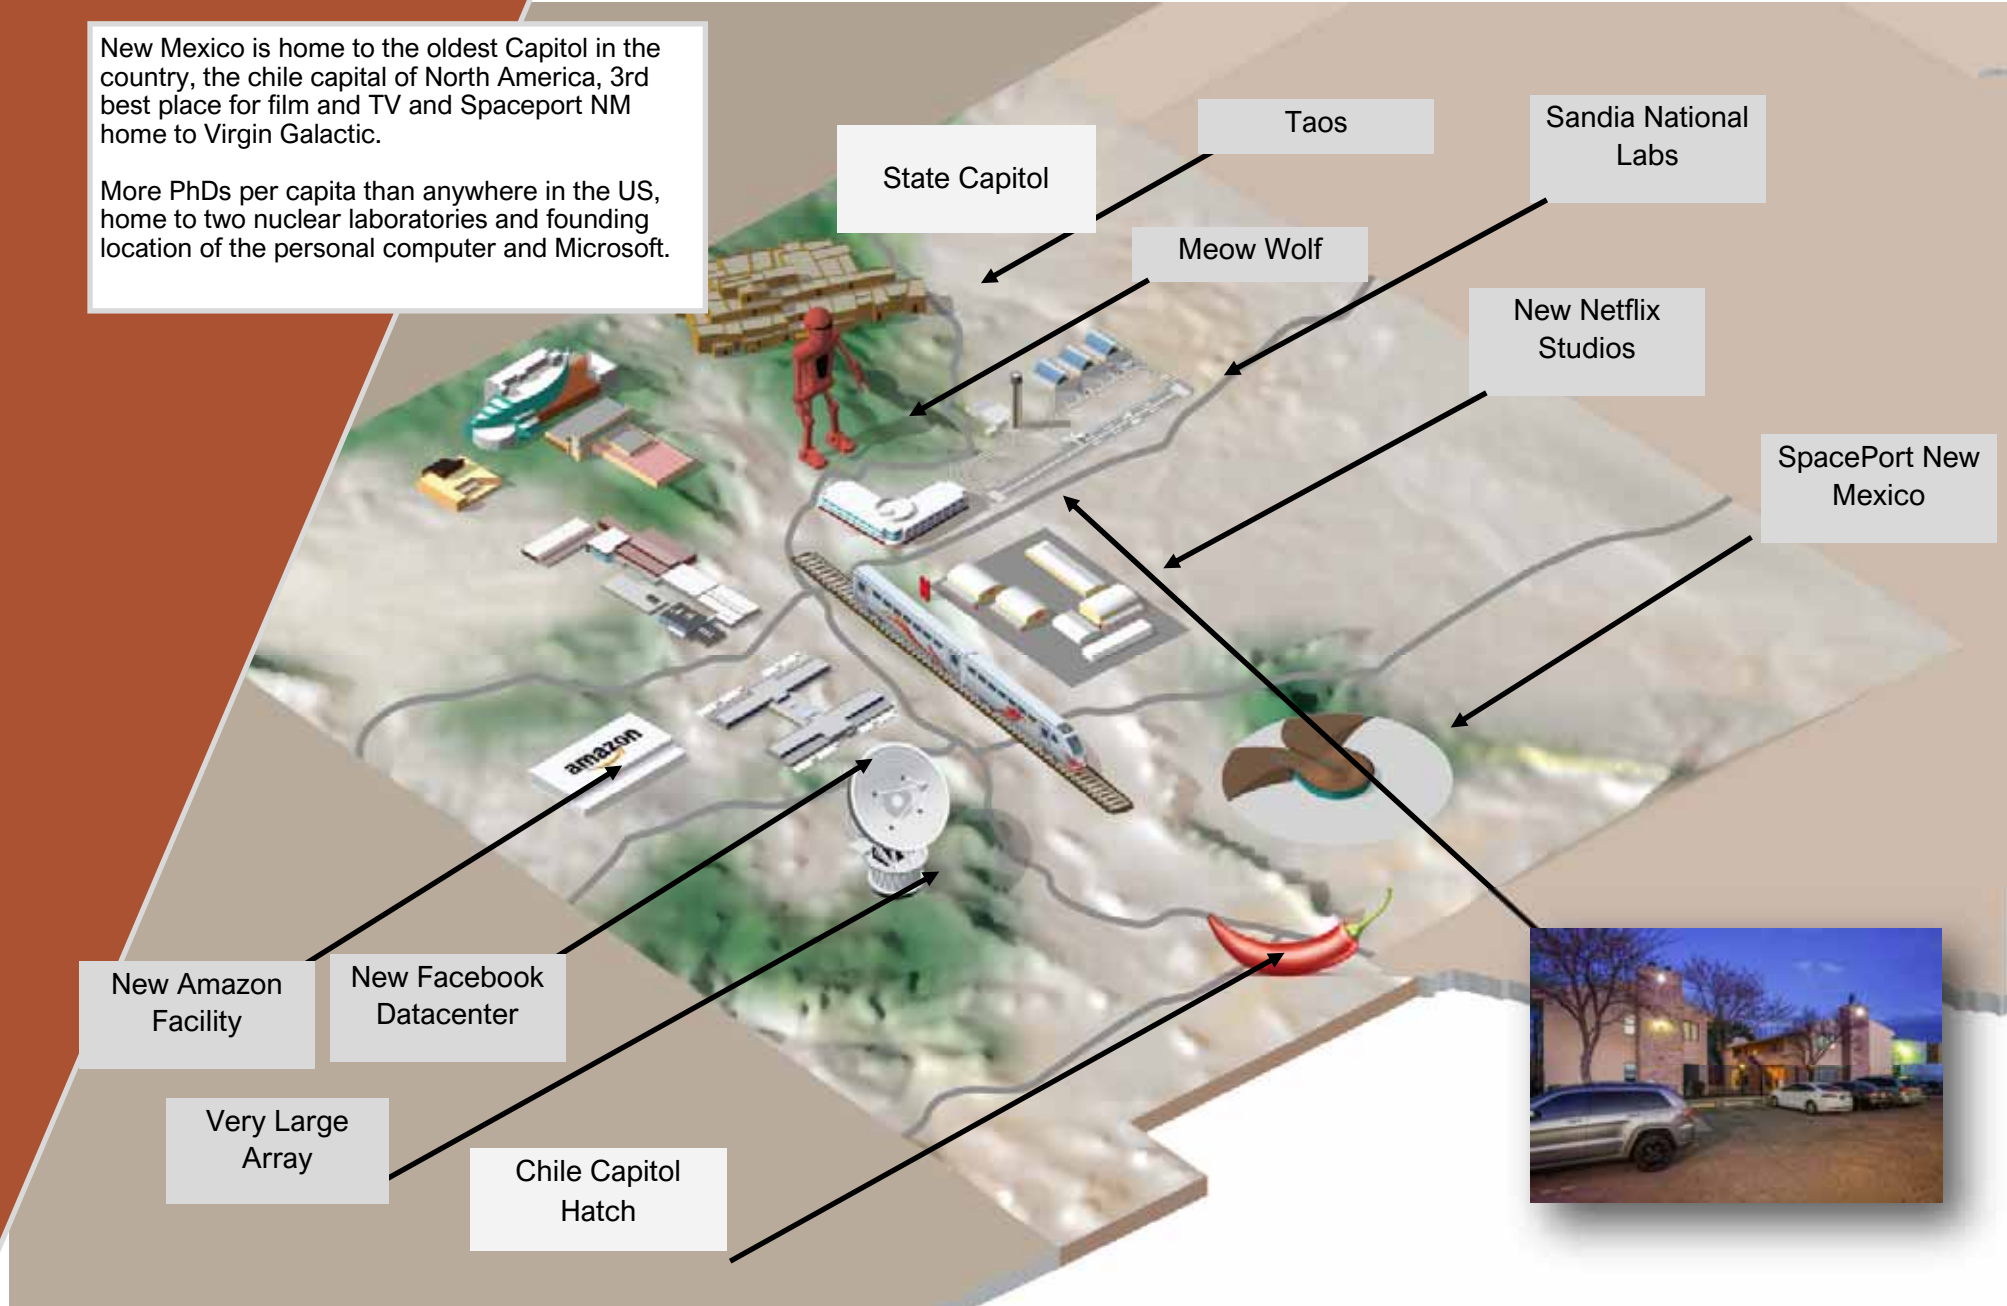 New Mexico is home to the oldest Capitol in the
country, the chile capital of North America, 3rd
best place for film and TV and Spaceport NM
home to Virgin Galactic.
More PhDs per capita than anywhere in the US,
home to two nuclear laboratories and founding
location of the personal computer and Microsoft.
State Capitol
Taos
Sandia National
Labs
Meow Wolf
New Netflix
Studios
SpacePort New
Mexico
amazon
New Amazon
Facility
New Facebook
Datacenter
Very Large
Array
Chile Capitol
Hatch